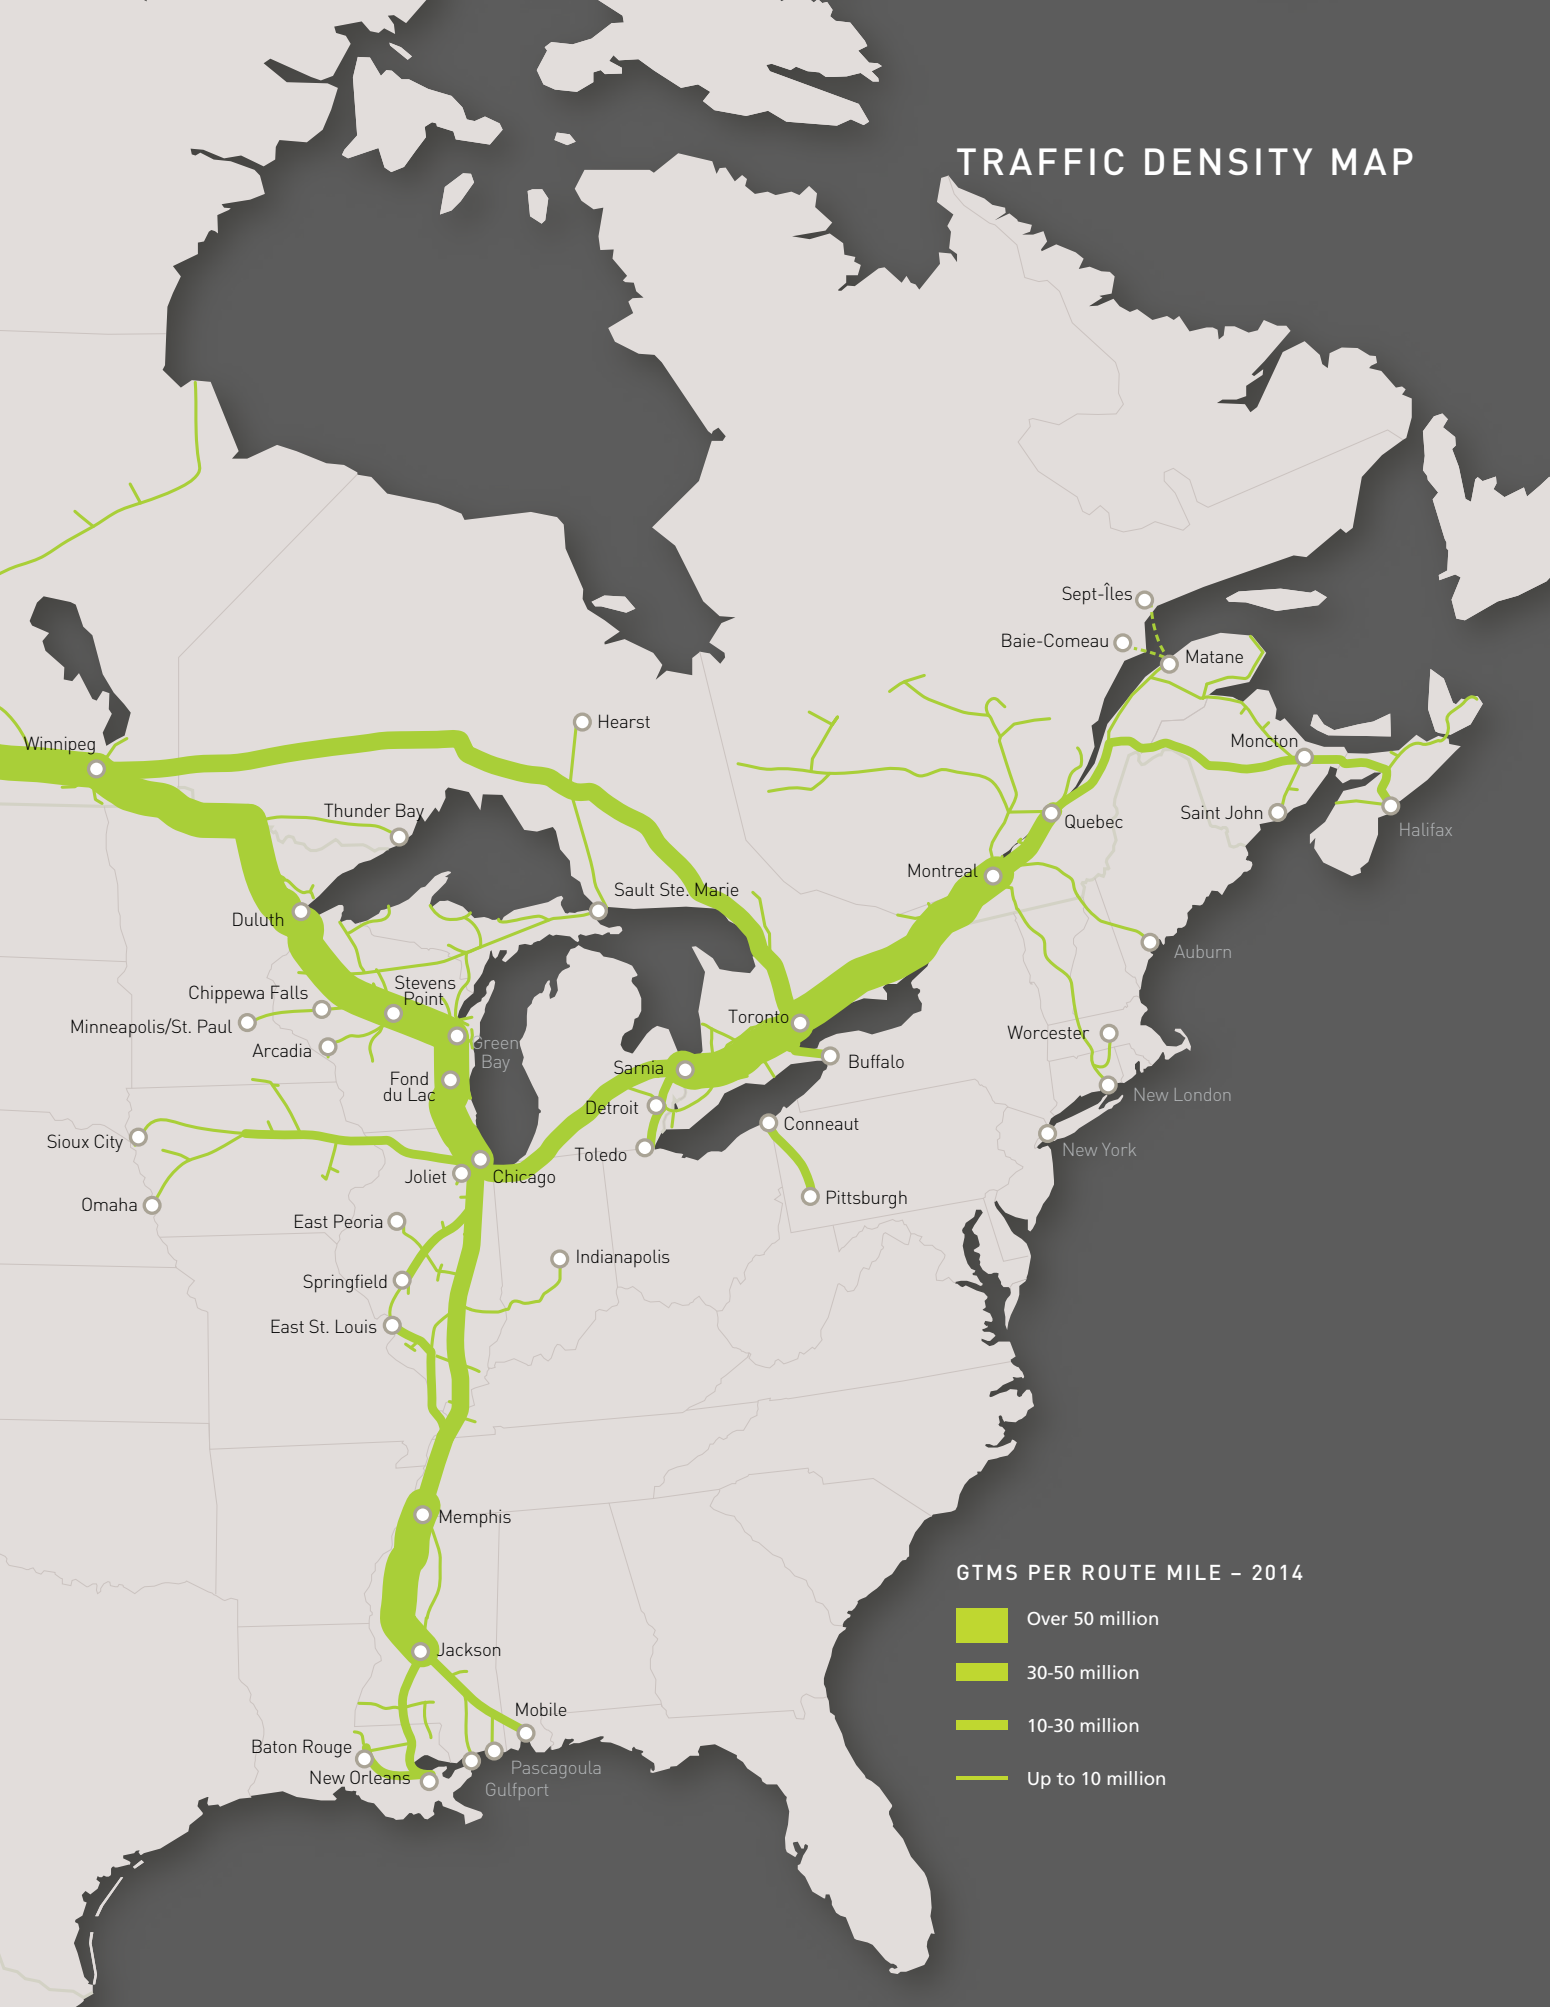 TRAFFIC DENSITY MAP
Sept-Îles
Baie-Comeau
Matane
Hearst
Winnipeg
Moncton
Thunder Bay
Saint John
Quebec
Halifax
Montreal
Sault Ste. Marie
Duluth
Auburn
Stevens
Point
Chippewa Falls
Toronto
Minneapolis/St. Paul
Worcester
Green
Bay
Arcadia
Buffalo
Sarnia
Fond
du Lac
New London
Detroit
Conneaut
Sioux City
New York
Toledo
Joliet
Chicago
Pittsburgh
Omaha
East Peoria
Indianapolis
Springfield
East St. Louis
Memphis
GTMS PER ROUTE MILE – 2014
Over 50 million
Jackson
30-50 million
Mobile
10-30 million
Baton Rouge
Pascagoula
New Orleans
Up to 10 million
Gulfport